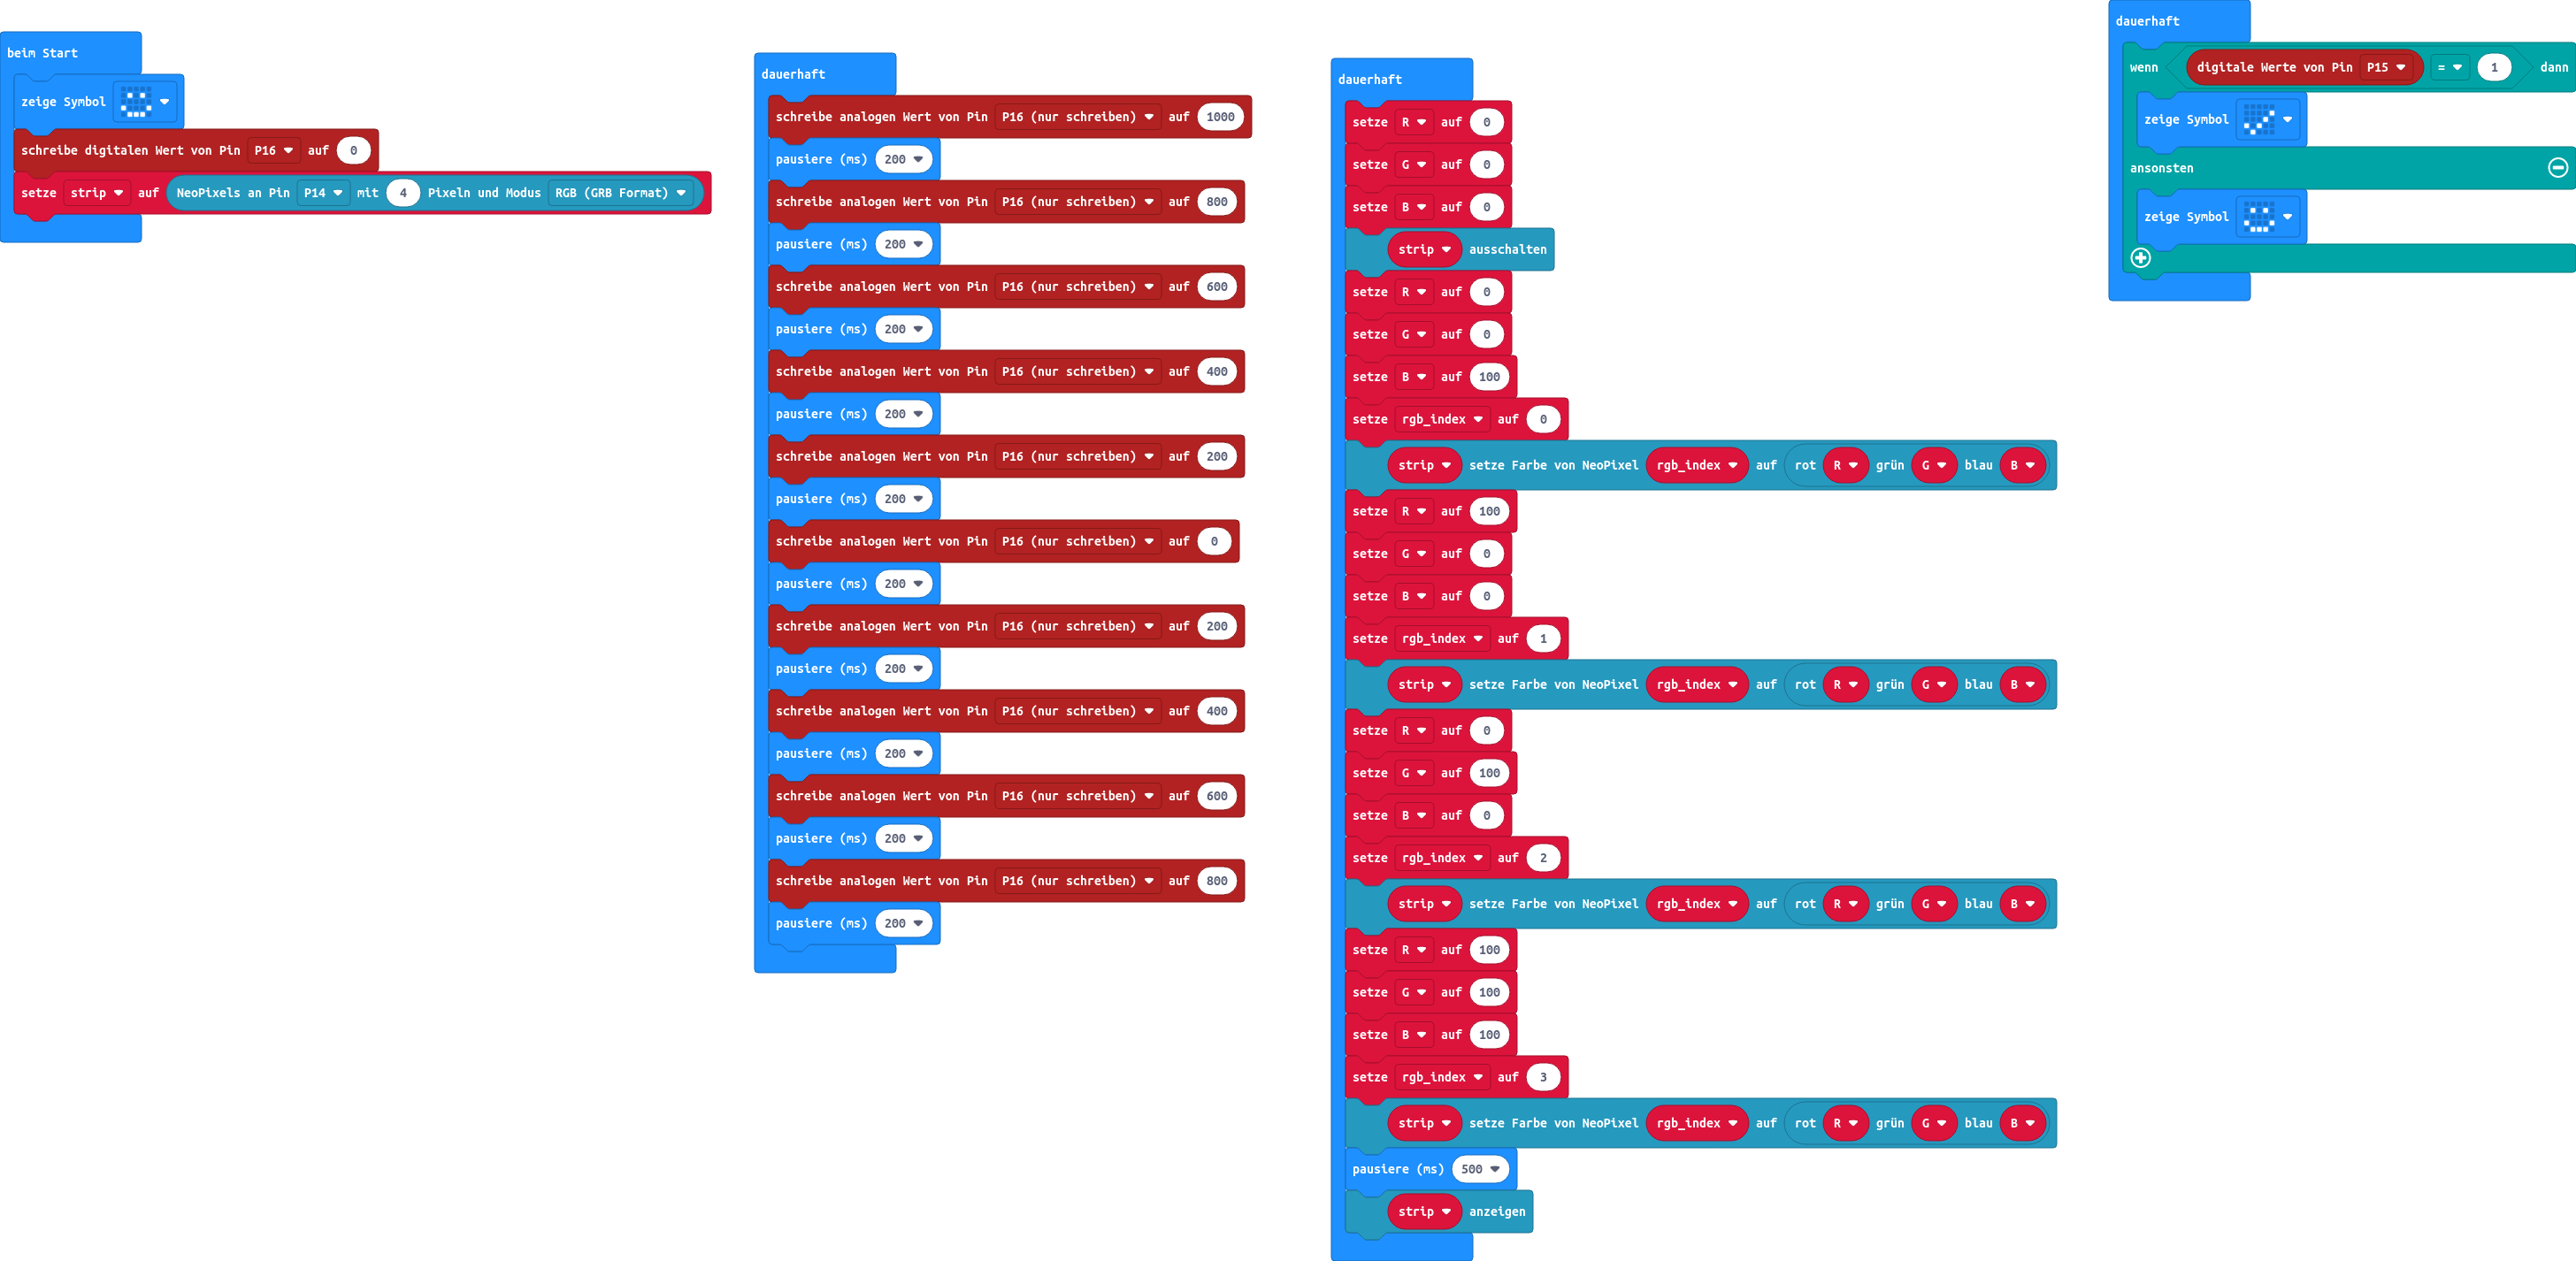 beim Start
zeige Symbol
schreibe digitalen Wert von Pin P16 auf 0
setze strip auf NeoPixels an Pin P14 mit 4 Pixeln und Modus RGB (GRB Format)
dauerhaft
schreibe analogen Wert von Pin P16 (nur schreiben) auf 1000
pausiere (ms) 200
schreibe analogen Wert von Pin P16 (nur schreiben) auf 800
pausiere (ms) 200
schreibe analogen Wert von Pin P16 (nur schreiben) auf 600
pausiere (ms) 200
schreibe analogen Wert von Pin P16 (nur schreiben) auf 400
pausiere (ms) 200
schreibe analogen Wert von Pin P16 (nur schreiben) auf 200
pausiere (ms) 200
schreibe analogen Wert von Pin P16 (nur schreiben) auf 0
pausiere (ms) 200
schreibe analogen Wert von Pin P16 (nur schreiben) auf 200
pausiere (ms) 200
schreibe analogen Wert von Pin P16 (nur schreiben) auf 400
pausiere (ms) 200
schreibe analogen Wert von Pin P16 (nur schreiben) auf 600
pausiere (ms) 200
schreibe analogen Wert von Pin P16 (nur schreiben) auf 800
pausiere (ms) 200
dauerhaft
setze R auf 0
setze G auf 0
setze B auf 0
strip ausschalten
setze R auf 0
setze G auf 0
setze B auf 100
setze rgb_index auf 0
strip setze Farbe von NeoPixel rgb_index auf rot R grün G blau B
setze R auf 100
setze G auf 0
setze B auf 0
setze rgb_index auf 1
strip setze Farbe von NeoPixel rgb_index auf rot R grün G blau B
setze R auf 0
setze G auf 100
setze B auf 0
setze rgb_index auf 2
strip setze Farbe von NeoPixel rgb_index auf rot R grün G blau B
setze R auf 100
setze G auf 100
setze B auf 100
setze rgb_index auf 3
strip setze Farbe von NeoPixel rgb_index auf rot R grün G blau B
pausiere (ms) 500
strip anzeigen
dauerhaft
wenn digitale Werte von Pin P15 = 1 dann
zeige Symbol
ansonsten
zeige Symbol